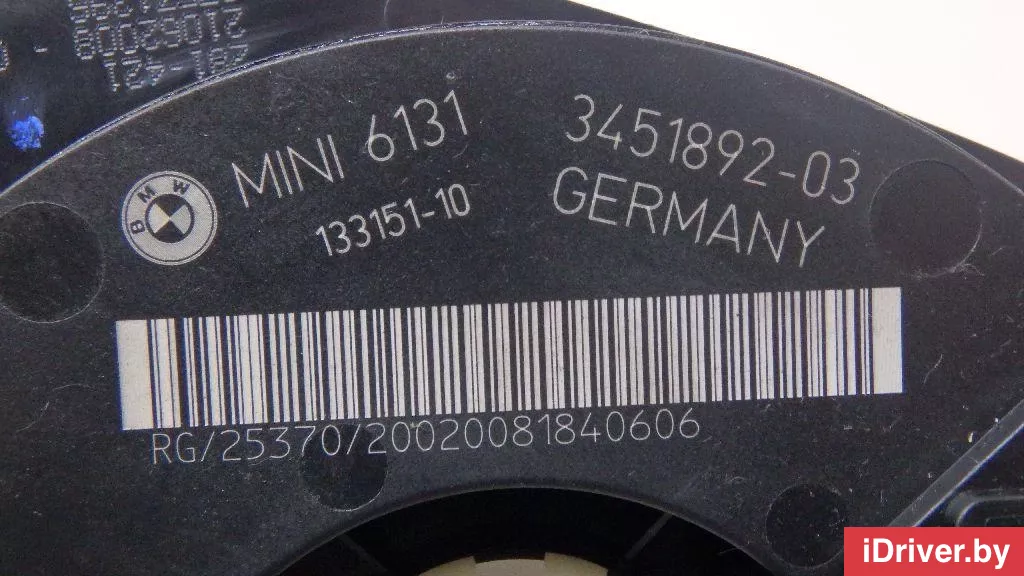 BMW
MINI 6131
3451892-03
133151-10
GERMANY
RG/25370/20020081840606
iDriver.by